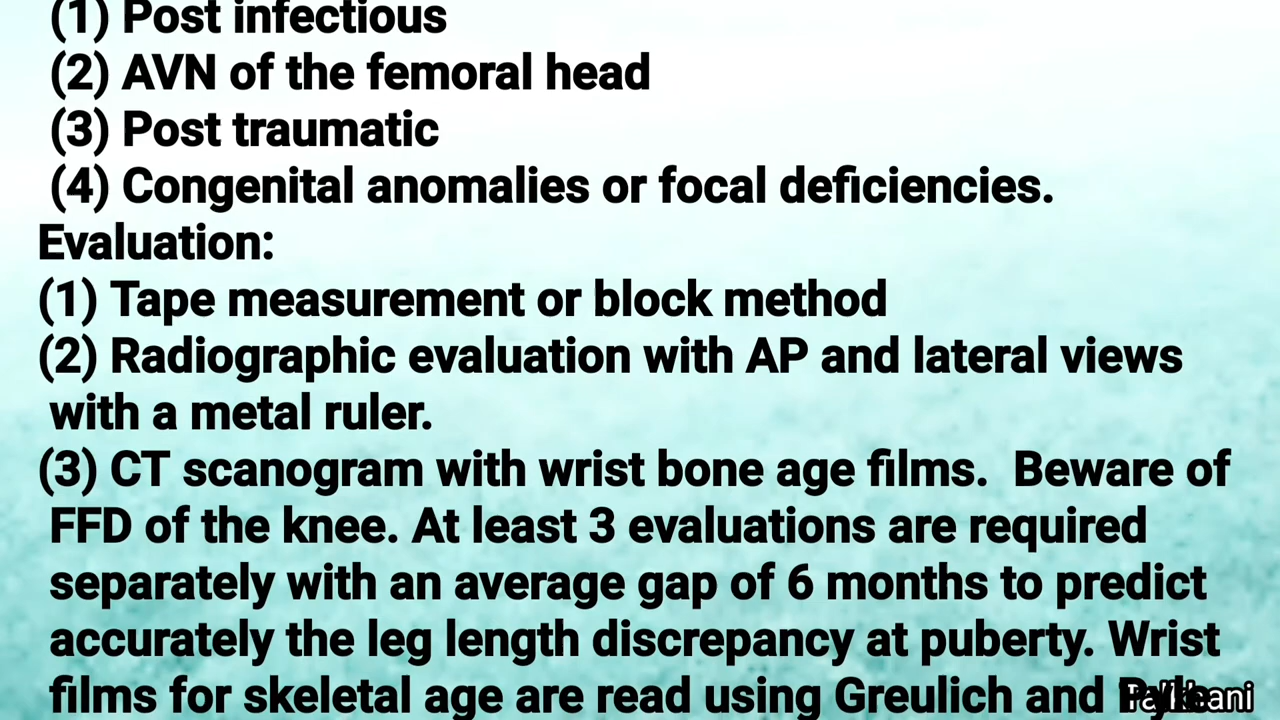 (1) Post infectious
(2) AVN of the femoral head
(3) Post traumatic
(4) Congenital anomalies or focal deficiencies.
Evaluation:
(1) Tape measurement or block method
(2) Radiographic evaluation with AP and lateral views
with a metal ruler.
(3) CT scanogram with wrist bone age films.  Beware of
FFD of the knee. At least 3 evaluations are required
separately with an average gap of 6 months to predict
accurately the leg length discrepancy at puberty. Wrist
films for skeletal age are read using Greulich and